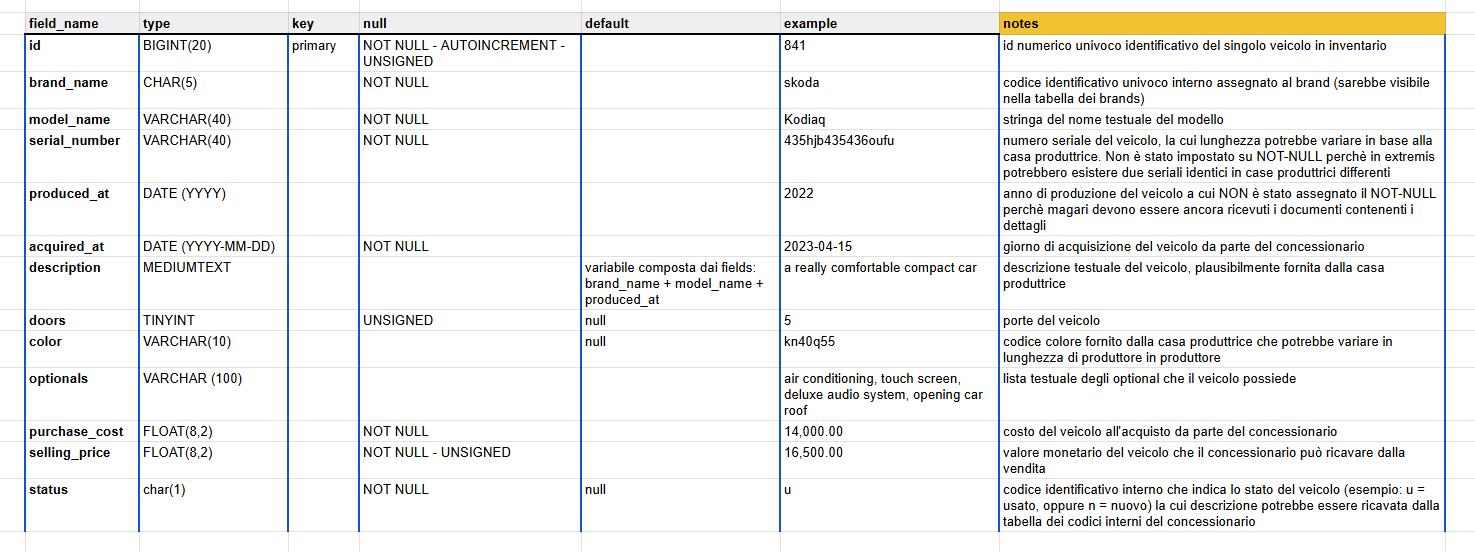 field_name type key null default example notes
id BIGINT(20) primary NOT NULL - AUTOINCREMENT - 841 id numerico univoco identificativo del singolo veicolo in inventario
UNSIGNED
brand_name CHAR(5) NOT NULL skoda codice identificativo univoco interno assegnato al brand (sarebbe visibile
nella tabella dei brands)
model_name VARCHAR(40) NOT NULL Kodiaq stringa del nome testuale del modello
serial_number VARCHAR(40) NOT NULL 435hjb435436oufu numero seriale del veicolo, la cui lunghezza potrebbe variare in base alla
casa produttrice. Non è stato impostato su NOT-NULL perchè in extremis
potrebbero esistere due seriali identici in case produttrici differenti
produced_at DATE (YYYY) 2022 anno di produzione del veicolo a cui NON è stato assegnato il NOT-NULL
perchè magari devono essere ancora ricevuti i documenti contenenti i
dettagli
acquired_at DATE (YYYY-MM-DD) NOT NULL 2023-04-15 giorno di acquisizione del veicolo da parte del concessionario
description MEDIUMTEXT variabile composta dai fields: a really comfortable compact car descrizione testuale del veicolo, plausibilmente fornita dalla casa
brand_name + model_name + produttrice
produced_at
doors TINYINT UNSIGNED null 5 porte del veicolo
color VARCHAR(10) null kn40q55 codice colore fornito dalla casa produttrice che potrebbe variare in
lunghezza di produttore in produttore
optionals VARCHAR (100) air conditioning, touch screen, lista testuale degli optional che il veicolo possiede
deluxe audio system, opening car
roof
purchase_cost FLOAT(8,2) NOT NULL 14,000.00 costo del veicolo all'acquisto da parte del concessionario
selling_price FLOAT(8,2) NOT NULL - UNSIGNED 16,500.00 valore monetario del veicolo che il concessionario può ricavare dalla
vendita
status char(1) NOT NULL null u codice identificativo interno che indica lo stato del veicolo (esempio: u =
usato, oppure n = nuovo) la cui descrizione potrebbe essere ricavata dalla
tabella dei codici interni del concessionario